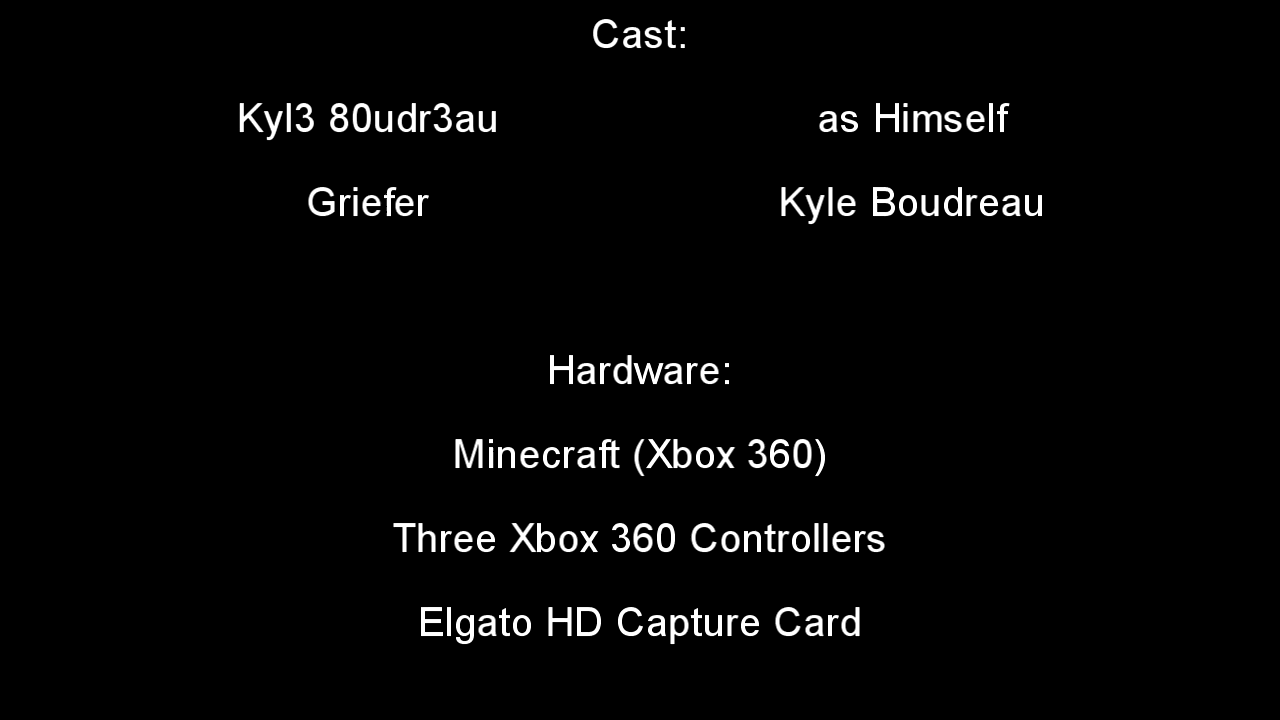 Cast:
Kyl3 80udr3au as Himself
Griefer Kyle Boudreau
Hardware:
Minecraft (Xbox 360)
Three Xbox 360 Controllers
Elgato HD Capture Card